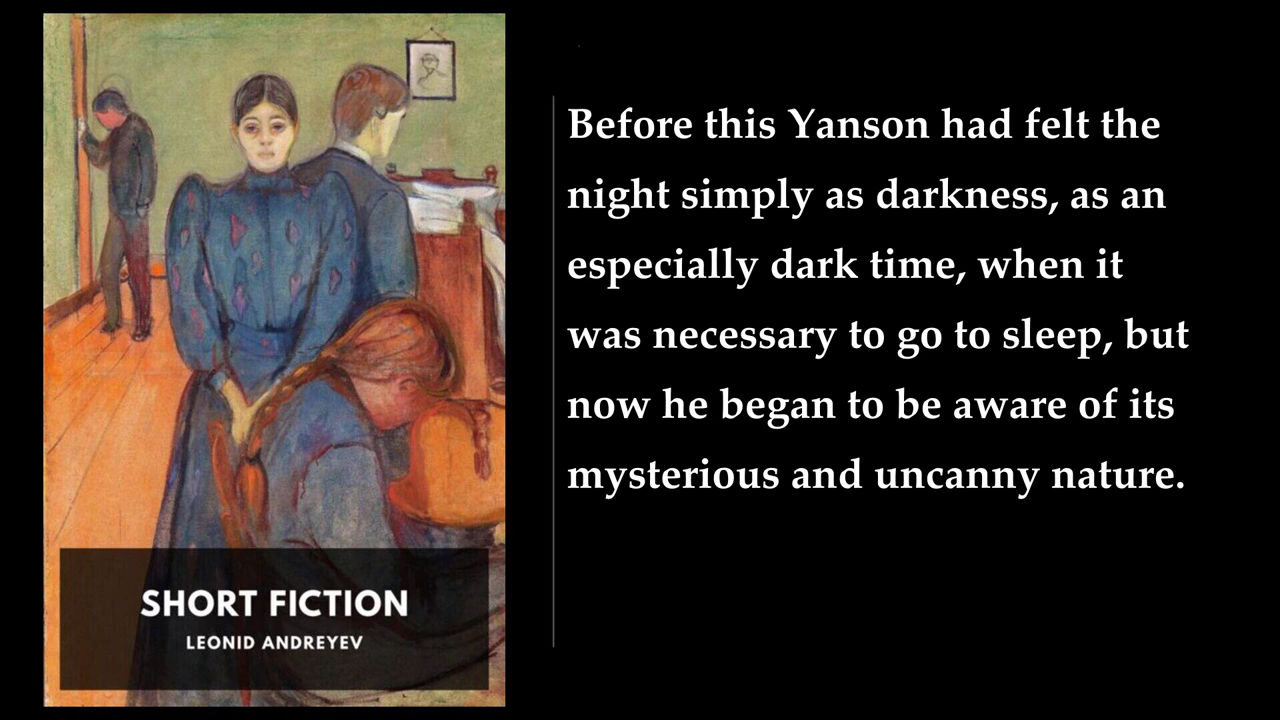 SHORT FICTION
LEONID ANDREYEV
Before this Yanson had felt the
night simply as darkness, as an
especially dark time, when it
was necessary to go to sleep, but
now he began to be aware of its
mysterious and uncanny nature.